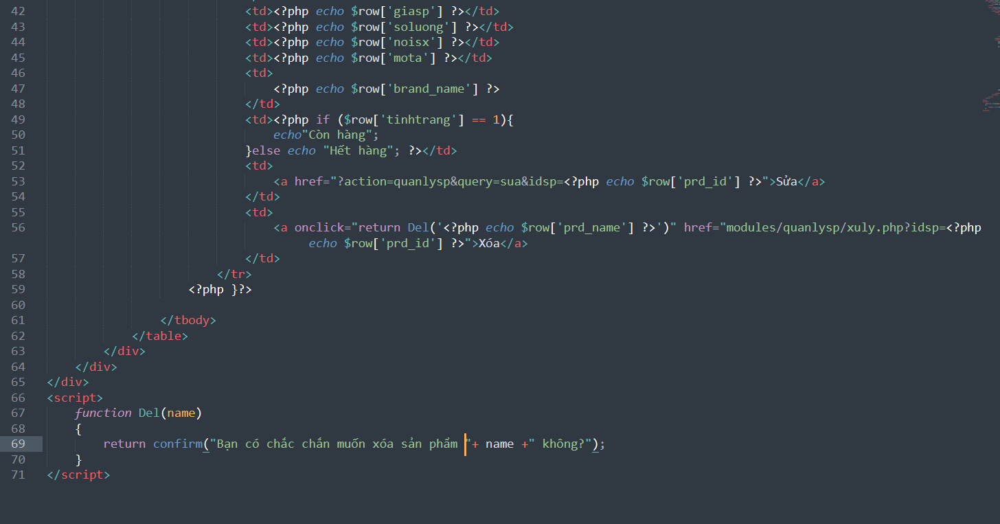 42 <td><?php echo $row['giasp'] ?></td>
43 <td><?php echo $row['soluong'] ?></td>
44 <td><?php echo $row['noisx'] ?></td>
45 <td><?php echo $row['mota'] ?></td>
46 <td>
47 <?php echo $row['brand_name'] ?>
48 </td>
49 <td><?php if ($row['tinhtrang'] == 1){
50 echo"Còn hàng";
51 }else echo "Hết hàng"; ?></td>
52 <td>
53 <a href="?action=quanlysp&query=sua&idsp=<?php echo $row['prd_id'] ?>">Sửa</a>
54 </td>
55 <td>
56 <a onclick="return Del('<?php echo $row['prd_name'] ?>')" href="modules/quanlysp/xuly.php?idsp=<?php
echo $row['prd_id'] ?>">Xóa</a>
57 </td>
58 </tr>
59 <?php }?>
60
61 </tbody>
62 </table>
63 </div>
64 </div>
65 </div>
66 <script>
67 function Del(name)
68 {
69 return confirm("Bạn có chắc chắn muốn xóa sản phẩm "+ name +" không?");
70 }
71 </script>